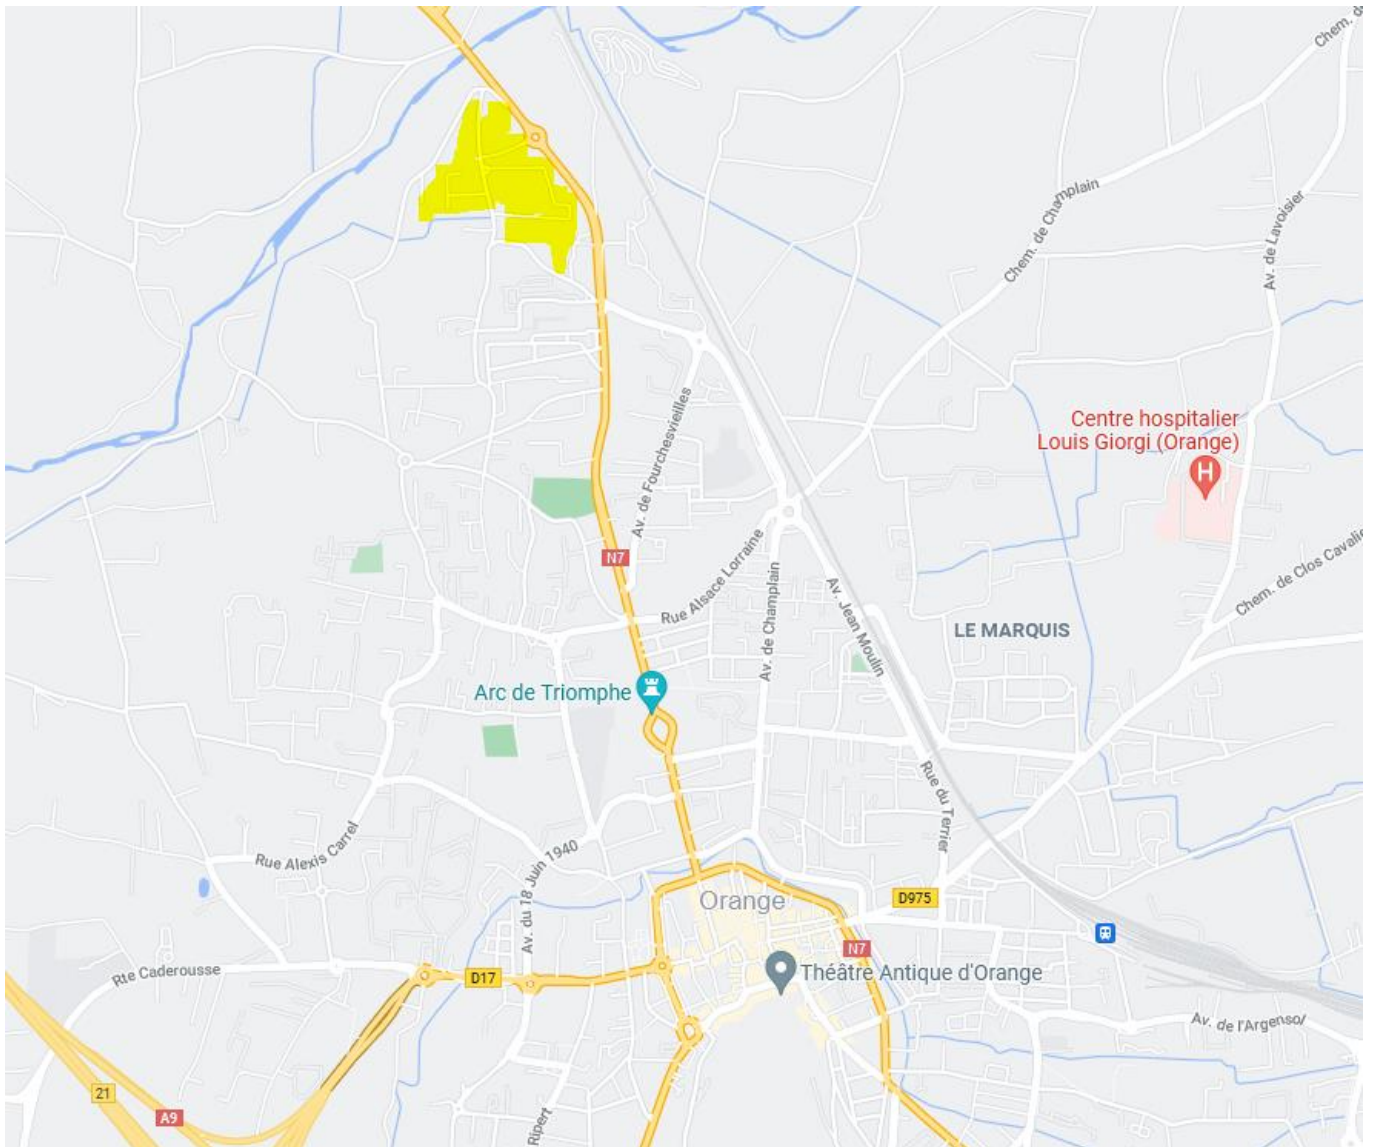 Chem. de
Chem. de Champlain
Av. de Lavoisier
Centre hospitalier
Louis Giorgi (Orange)
H
Av. de Fourchesvieilles
N7
Rue Alsace Lorraine
Av. de Champlain
Av. Jean Moulin
Chem. de Clos Cavalie
LE MARQUIS
Arc de Triomphe
Rue du Terrier
Rue Alexis Carrel
Av. du 18 Juin 1940
Orange
D975
N7
Rte Caderousse
D17
Théâtre Antique d'Orange
Av. de l'Argenso
21
A9
Ripert